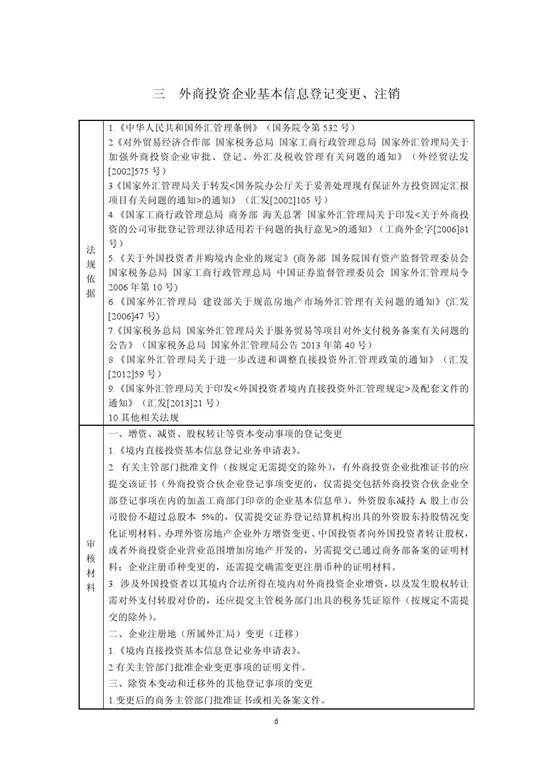 三 外商投资企业基本信息登记变更、注销
法
规
依
据
1.《中华人民共和国外汇管理条例》（国务院令第 532 号）
2.《对外贸易经济合作部 国家税务总局 国家工商行政管理总局 国家外汇管理局关于
加强外商投资企业审批、登记、外汇及税收管理有关问题的通知》（外经贸法发
[2002]575 号）
3.《国家外汇管理局关于转发<国务院办公厅关于妥善处理现有保证外方投资固定汇报
项目有关问题的通知>的通知》（汇发[2002]105 号）
4.《国家工商行政管理总局 商务部 海关总署 国家外汇管理局关于印发<关于外商投
资的公司审批登记管理法律适用若干问题的执行意见>的通知》（工商外企字[2006]81
号）
5.《关于外国投资者并购境内企业的规定》(商务部 国务院国有资产监督管理委员会
国家税务总局 国家工商行政管理总局 中国证券监督管理委员会 国家外汇管理局令
2006 年第 10 号)
6.《国家外汇管理局 建设部关于规范房地产市场外汇管理有关问题的通知》（汇发
[2006]47 号）
7.《国家税务总局 国家外汇管理局关于服务贸易等项目对外支付税务备案有关问题的
公告》（国家税务总局 国家外汇管理局公告 2013 年第 40 号）
8.《国家外汇管理局关于进一步改进和调整直接投资外汇管理政策的通知》（汇发
[2012]59 号）
9.《国家外汇管理局关于印发<外国投资者境内直接投资外汇管理规定>及配套文件的
通知》（汇发[2013]21 号）
10.其他相关法规
审
核
材
料
一、增资、减资、股权转让等资本变动事项的登记变更
1.《境内直接投资基本信息登记业务申请表》。
2. 有关主管部门批准文件（按规定无需提交的除外），有外商投资企业批准证书的应
提交该证书（外商投资合伙企业登记事项变更的，仅需提交包括外商投资合伙企业全
部登记事项在内的加盖工商部门印章的企业基本信息单）。外资股东减持 A 股上市公
司股份不超过总股本 5%的，仅需提交证券登记结算机构出具的外资股东持股情况变
化证明材料。办理外资房地产企业外方增资变更、中国投资者向外国投资者转让股权，
或者外商投资企业营业范围增加房地产开发的，另需提交已通过商务部备案的证明材
料；企业注册币种变更的，还需提交确需变更注册币种的证明材料。
3. 涉及外国投资者以其境内合法所得在境内对外商投资企业增资，以及发生股权转让
需对外支付转股对价的，还应提交主管税务部门出具的税务凭证原件（按规定不需提
交的除外）。
二、企业注册地（所属外汇局）变更（迁移）
1.《境内直接投资基本信息登记业务申请表》。
2.有关主管部门批准企业变更事项的证明文件。
三、除资本变动和迁移外的其他登记事项的变更
1.变更后的商务主管部门批准证书或相关备案文件。
6